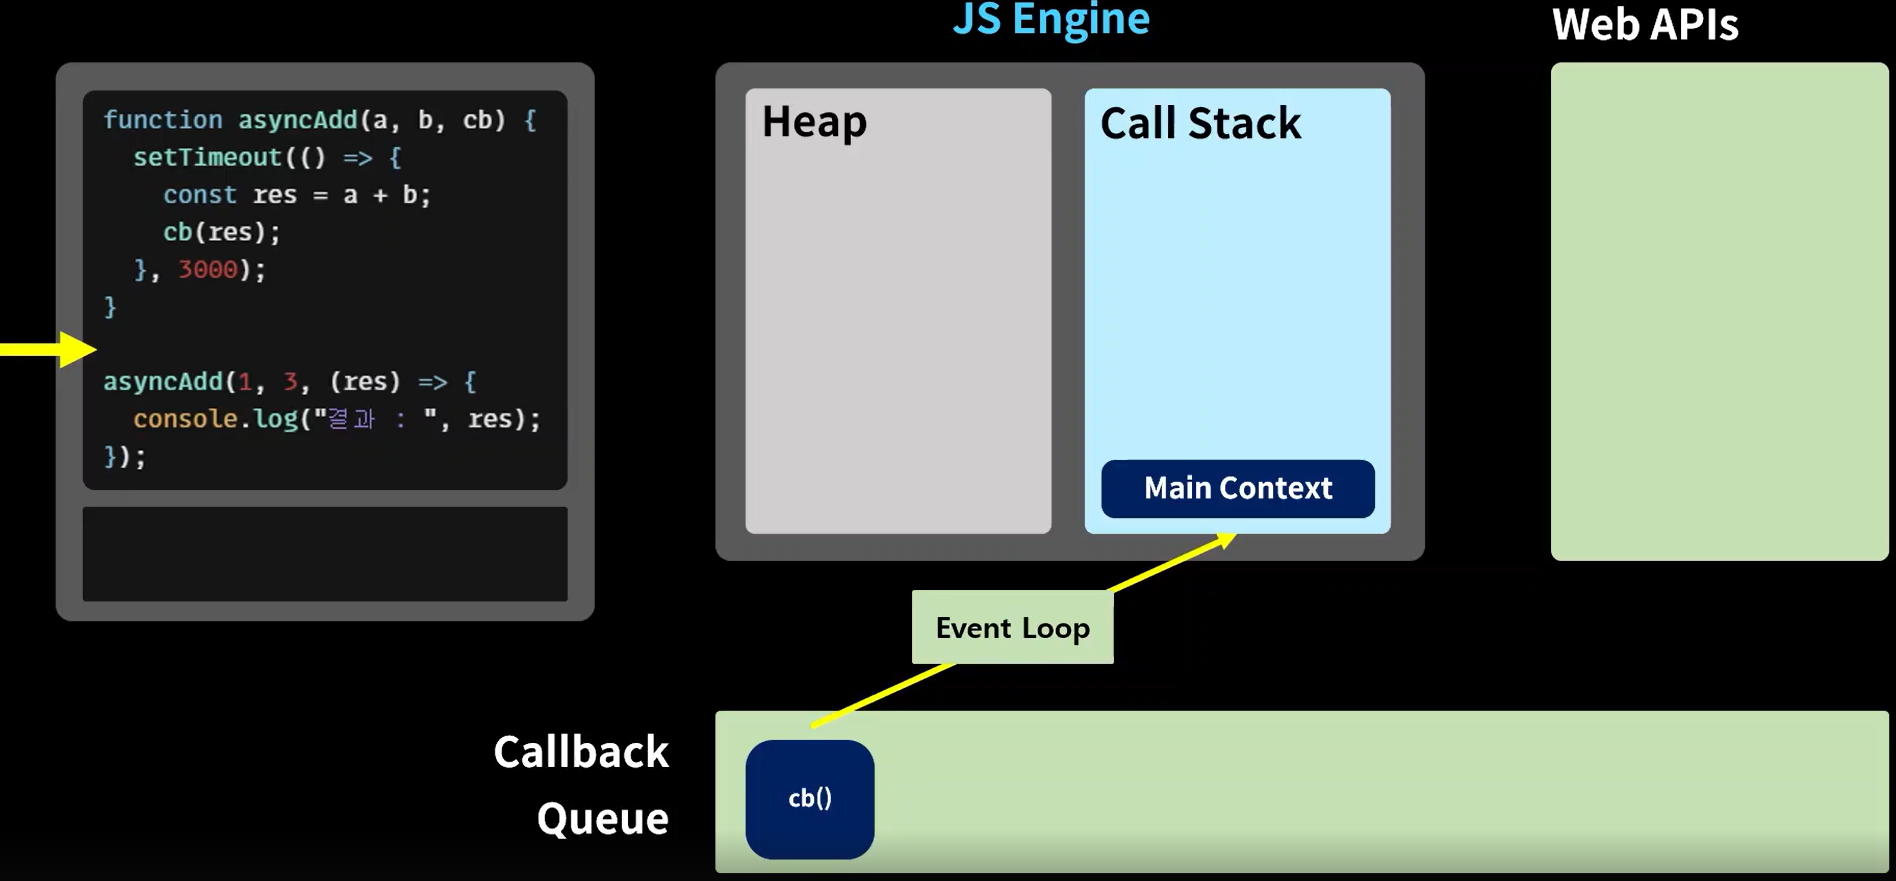 JS Engine
Web APIs
function asyncAdd(a, b, cb) {
setTimeout(() => {
const res = a + b;
cb(res);
}, 3000);
}
asyncAdd(1, 3, (res) => {
console.log("결과 : ", res);
});
Heap
Call Stack
Main Context
Event Loop
Callback
Queue
cb()